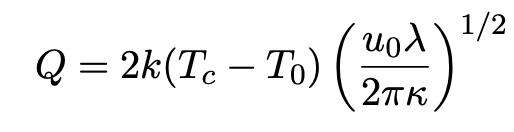 Q = 2k(T_c − T_0) (u_0λ / 2πκ)^{1/2}